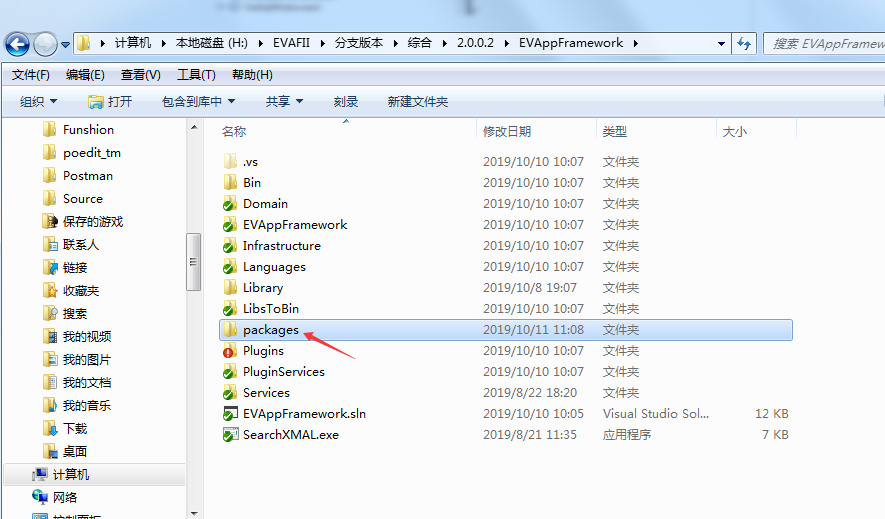 计算机 本地磁盘 (H:) EVAFII 分支版本 综合 2.0.0.2 EVAppFramework 搜索 EVAppFramew
文件(F) 编辑(E) 查看(V) 工具(T) 帮助(H)
组织 打开 包含到库中 共享 刻录 新建文件夹
Funshion
poedit_tm
Postman
Source
保存的游戏
联系人
链接
收藏夹
搜索
我的视频
我的图片
我的文档
我的音乐
下载
桌面
计算机
网络
控制面板
名称 修改日期 类型 大小
.vs 2019/10/10 10:07 文件夹
Bin 2019/10/10 10:07 文件夹
Domain 2019/10/10 10:07 文件夹
EVAppFramework 2019/10/10 10:07 文件夹
Infrastructure 2019/10/10 10:07 文件夹
Languages 2019/10/10 10:07 文件夹
Library 2019/10/8 19:07 文件夹
LibsToBin 2019/10/10 10:07 文件夹
packages 2019/10/11 11:08 文件夹
Plugins 2019/10/10 10:07 文件夹
PluginServices 2019/10/10 10:07 文件夹
Services 2019/8/22 18:20 文件夹
EVAppFramework.sln 2019/10/10 10:05 Visual Studio Sol... 12 KB
SearchXMAL.exe 2019/8/21 11:35 应用程序 7 KB